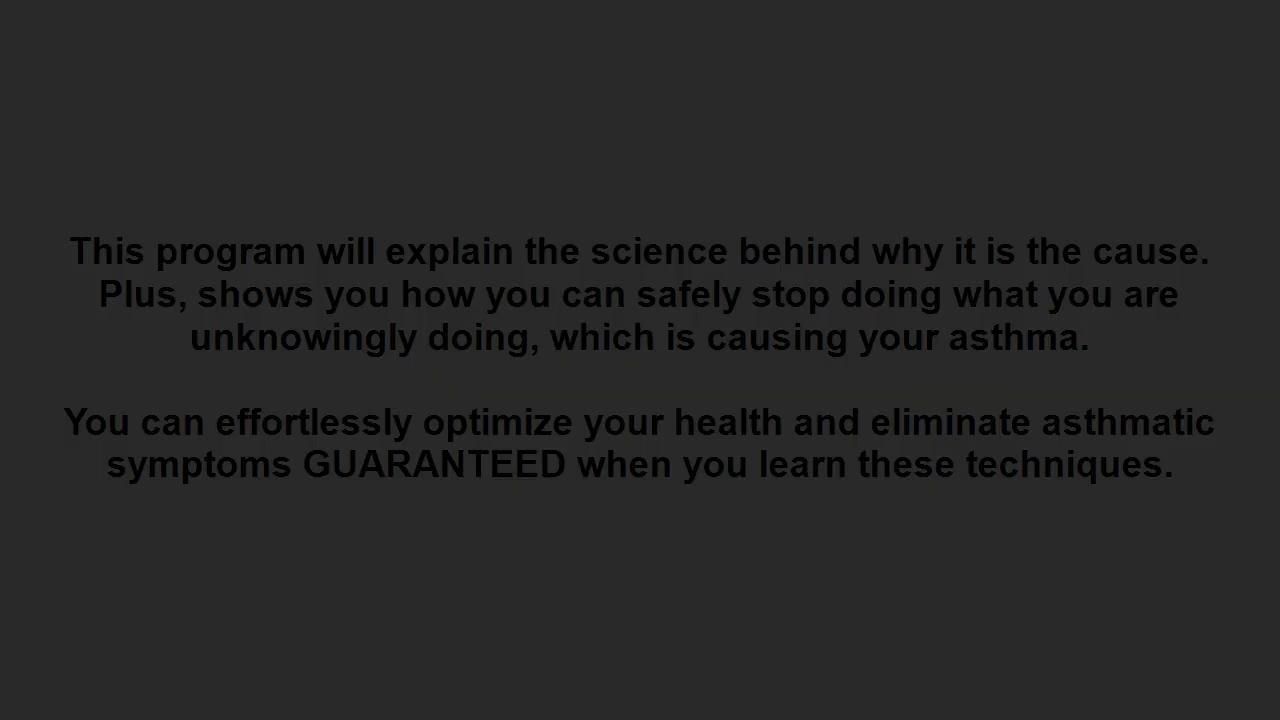 This program will explain the science behind why it is the cause.
Plus, shows you how you can safely stop doing what you are
unknowingly doing, which is causing your asthma.
You can effortlessly optimize your health and eliminate asthmatic
symptoms GUARANTEED when you learn these techniques.